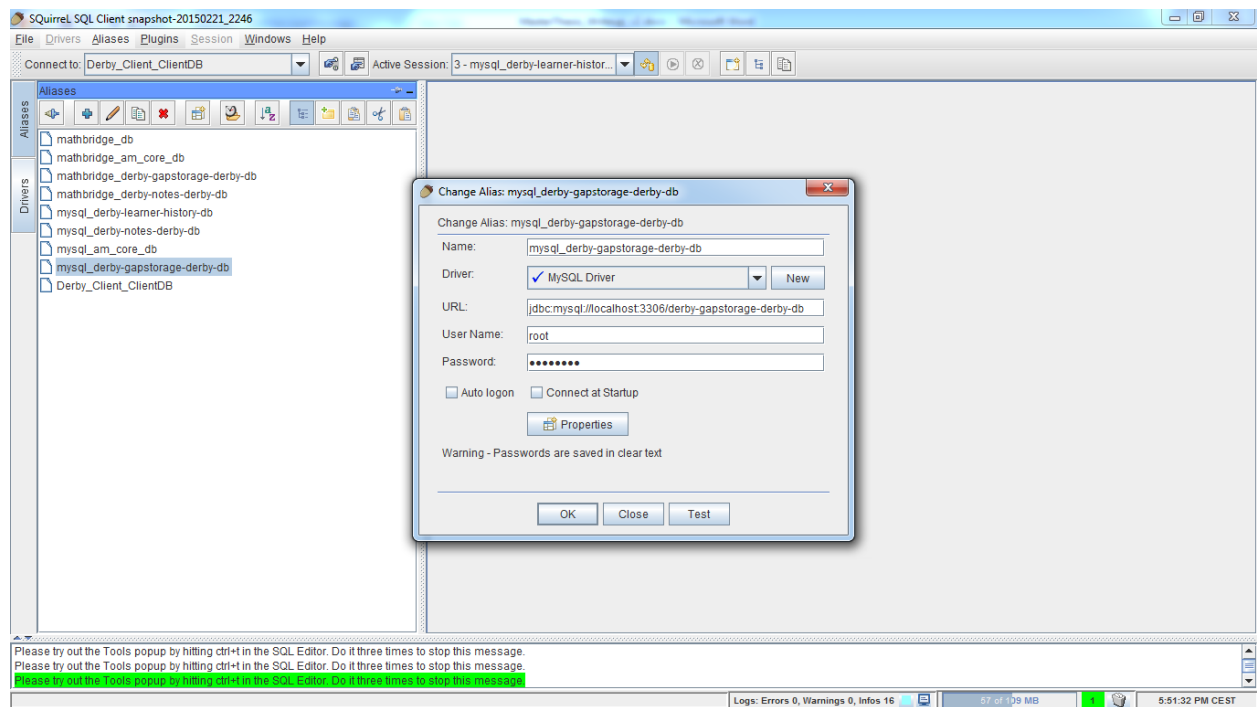 SQuirreL SQL Client snapshot-20150221_2246
File Drivers Aliases Plugins Session Windows Help
Connect to: Derby_Client_ClientDB Active Session: 3 - mysql_derby-learner-histor...
Aliases
Aliases
Drivers
mathbridge_db
mathbridge_am_core_db
mathbridge_derby-gapstorage-derby-db
mathbridge_derby-notes-derby-db
mysql_derby-learner-history-db
mysql_derby-notes-derby-db
mysql_am_core_db
mysql_derby-gapstorage-derby-db
Derby_Client_ClientDB
Change Alias: mysql_derby-gapstorage-derby-db
Change Alias: mysql_derby-gapstorage-derby-db
Name: mysql_derby-gapstorage-derby-db
Driver: MySQL Driver New
URL: jdbc:mysql://localhost:3306/derby-gapstorage-derby-db
User Name: root
Password: ••••••••
Auto logon Connect at Startup
Properties
Warning - Passwords are saved in clear text
OK Close Test
Please try out the Tools popup by hitting ctrl+t in the SQL Editor. Do it three times to stop this message.
Please try out the Tools popup by hitting ctrl+t in the SQL Editor. Do it three times to stop this message.
Please try out the Tools popup by hitting ctrl+t in the SQL Editor. Do it three times to stop this message.
Logs: Errors 0, Warnings 0, Infos 16 57 of 109 MB 1 5:51:32 PM CEST